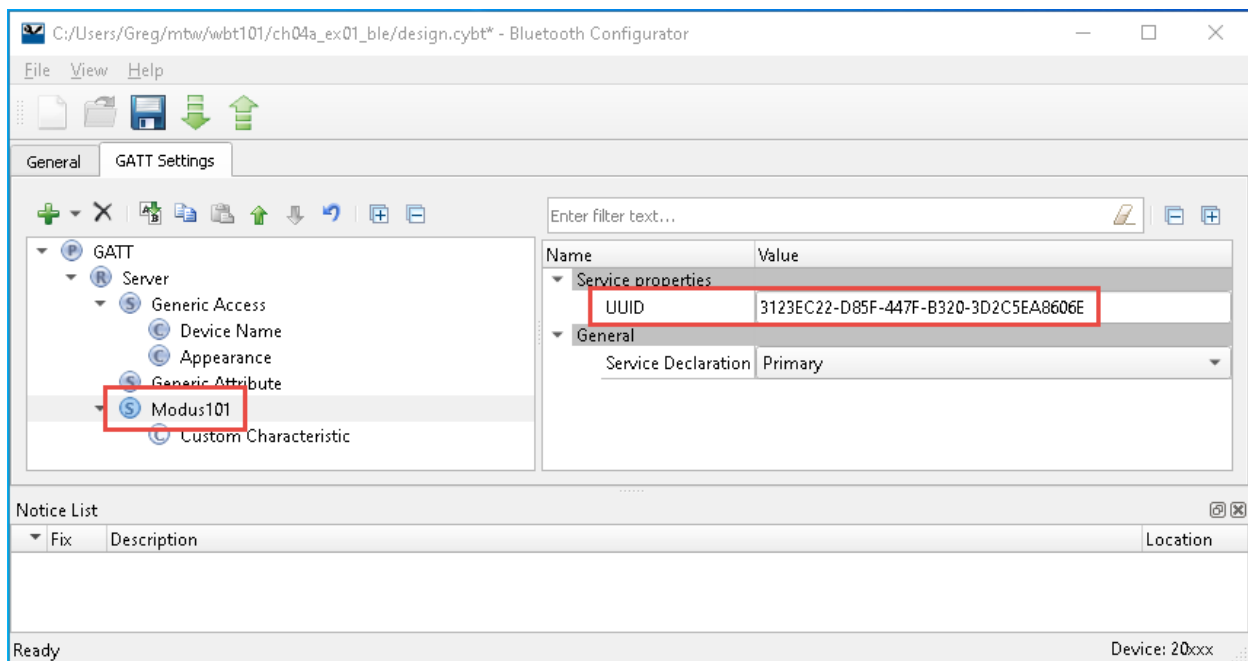 C:/Users/Greg/mtw/wbt101/ch04a_ex01_ble/design.cybt* - Bluetooth Configurator
File View Help
General GATT Settings
Enter filter text...
GATT
Server
Generic Access
Device Name
Appearance
Generic Attribute
Modus101
Custom Characteristic
Name Value
Service properties
UUID 3123EC22-D85F-447F-B320-3D2C5EA8606E
General
Service Declaration Primary
Notice List
Fix Description Location
Ready Device: 20xxx